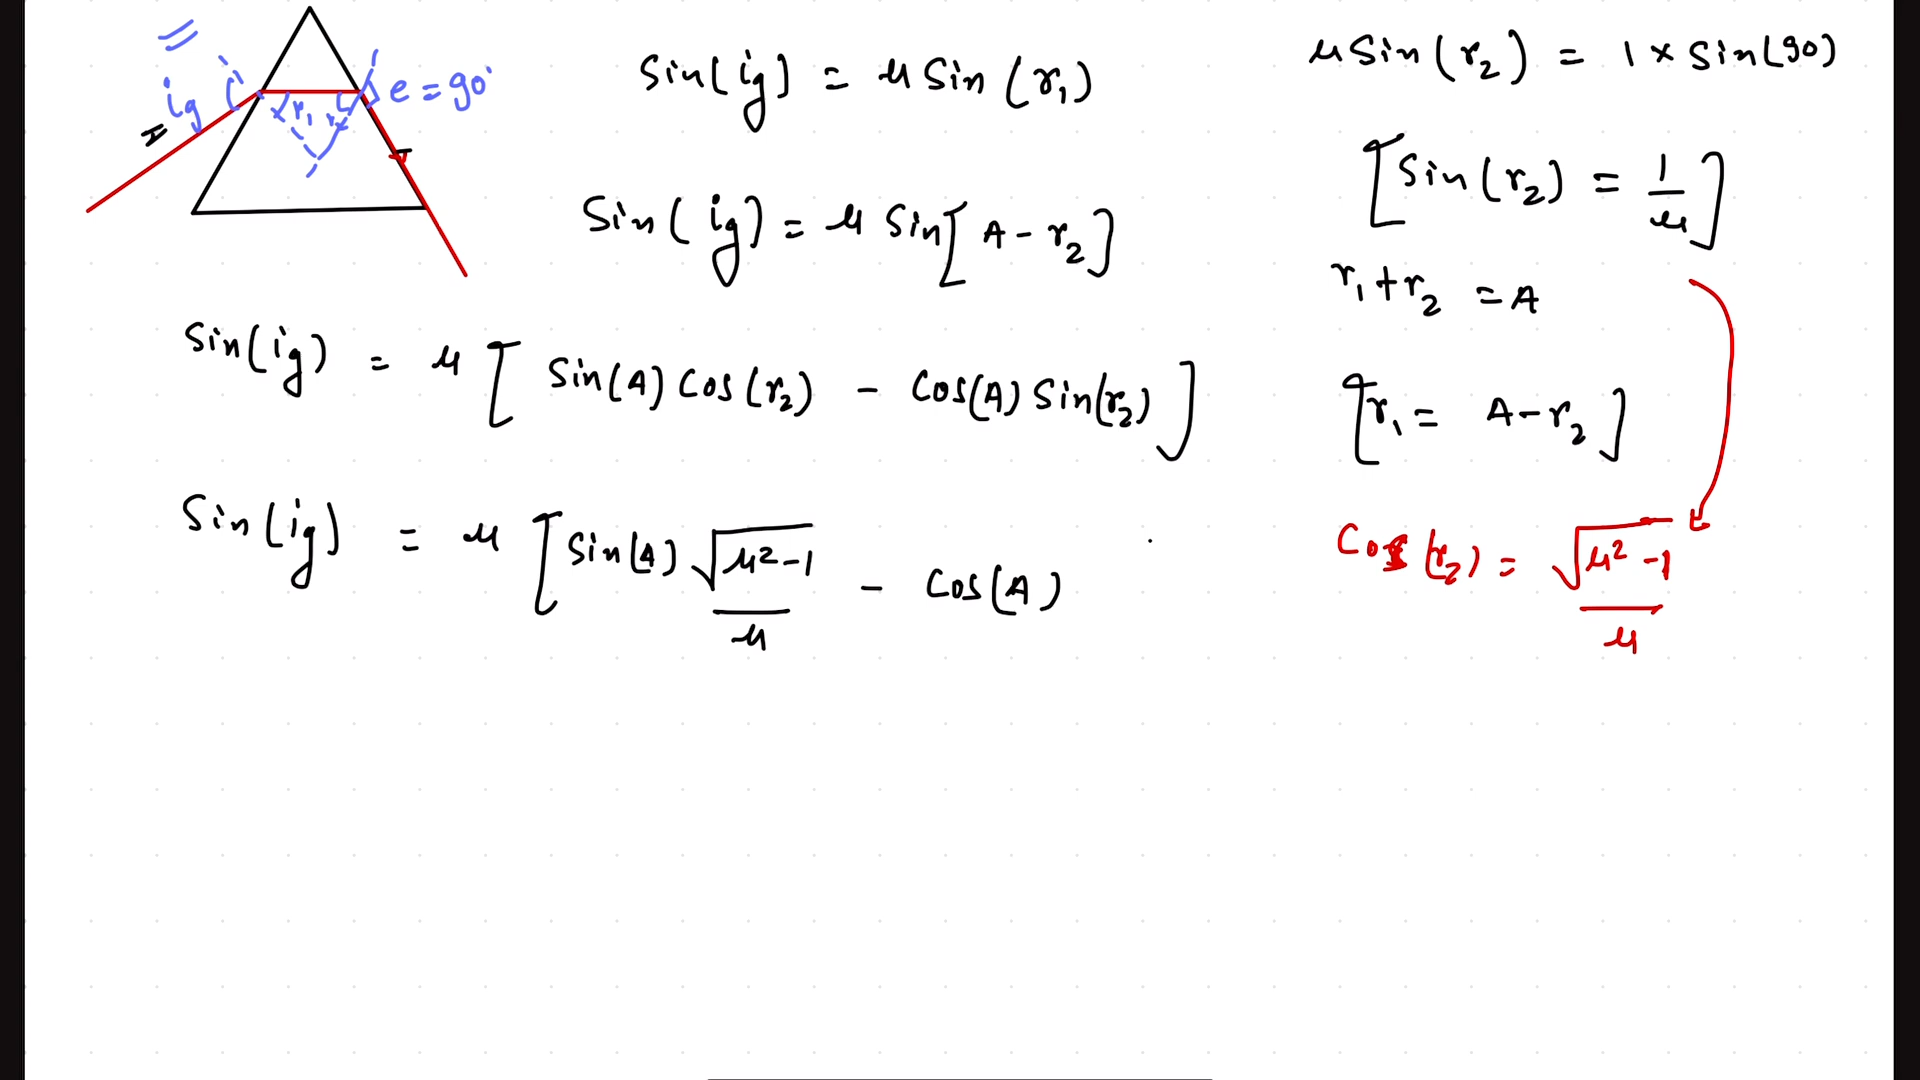 ig
r₁ r₂
e = 90°
Sin(ig) = μ Sin (r₁)
Sin(ig) = μ Sin[A - r₂]
Sin(ig) = μ [Sin(A) Cos(r₂) - Cos(A) Sin(r₂)]
Sin(ig) = μ [Sin(A) √μ²-1/μ - Cos(A)
μ Sin(r₂) = 1 × Sin(90)
[Sin(r₂) = 1/μ]
r₁ + r₂ = A
[r₁ = A - r₂]
Cos(r₂) = √μ²-1/μ